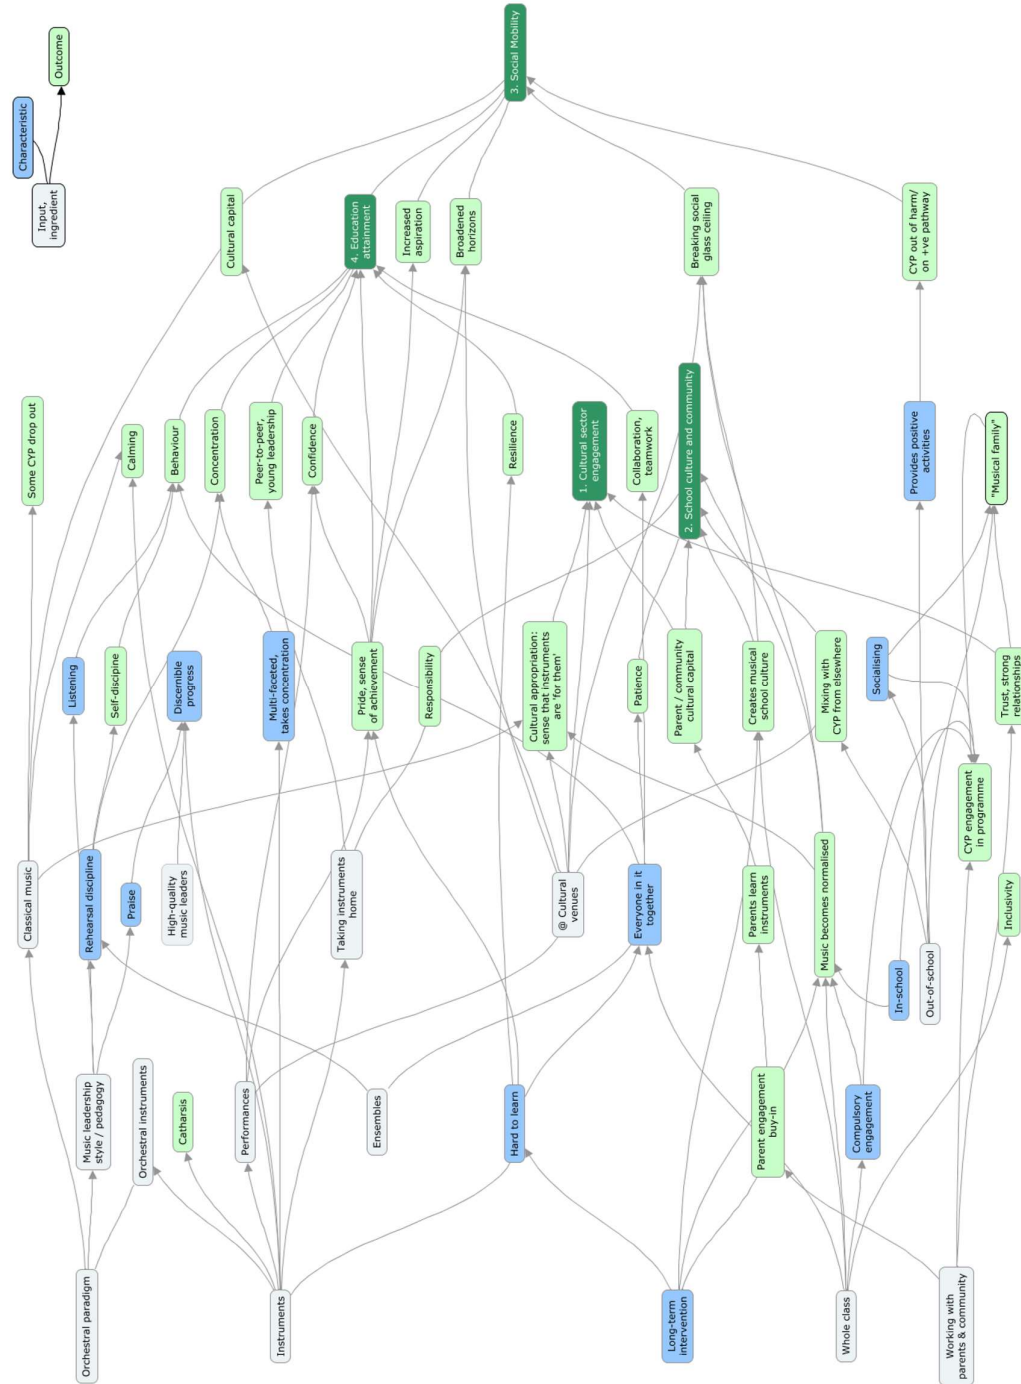 Input,
ingredient
Characteristic
Outcome
3. Social Mobility
Cultural capital
4. Education
attainment
Increased
aspiration
Broadened
horizons
Breaking social
glass ceiling
CYP out of harm/
on +ve pathway
Some CYP drop out
Calming
Behaviour
Concentration
Peer-to-peer,
young leadership
Confidence
Resilience
1. Cultural sector
engagement
Collaboration,
teamwork
2. School culture and community
Provides positive
activities
"Musical family"
Listening
Self-discipine
Discernible
progress
Multi-faceted,
takes concentration
Pride, sense
of achievement
Responsibility
Cultural appropriation:
sense that instruments
are 'for them'
Patience
Parent / community
cultural capital
Creates musical
school culture
Mixing with
CYP from elsewhere
Socialising
Trust, strong
relationships
CYP engagement
in programme
Classical music
Rehearsal discipline
Praise
High-quality
music leaders
Taking instruments
home
@ Cultural
venues
Everyone in it
together
Parents learn
instruments
Music becomes normalised
In-school
Out-of-school
Inclusivity
Music leadership
style / pedagogy
Orchestral instruments
Catharsis
Performances
Ensembles
Hard to learn
Parent engagement
buy-in
Compulsory
engagement
Orchestral paradigm
Instruments
Long-term
intervention
Whole class
Working with
parents & community